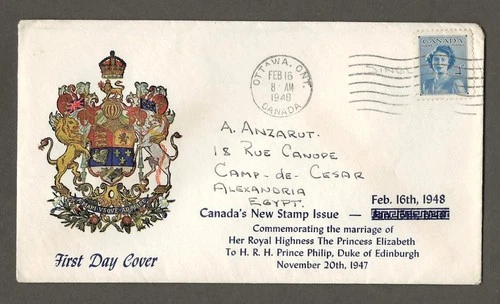 CANADA
OTTAWA, ONT.
FEB 16
8 AM
1948
CANADA
A. ANZARUT.
18 RUE CANOPE
CAMP-de-CESAR
ALEXANDRIA
EGYPT.
Feb. 16th, 1948
Canada's New Stamp Issue —
Commemorating the marriage of
Her Royal Highness The Princess Elizabeth
To H. R. H. Prince Philip, Duke of Edinburgh
November 20th, 1947
First Day Cover